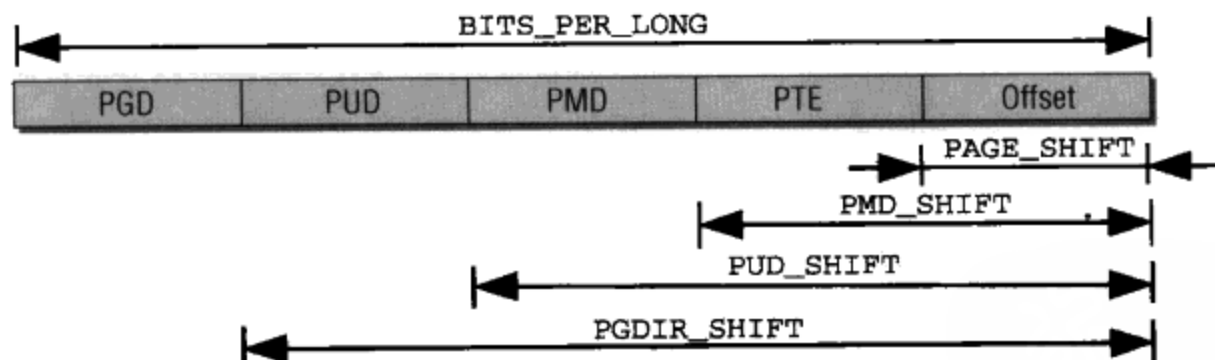 BITS_PER_LONG
PGD PUD PMD PTE Offset
PAGE_SHIFT
PMD_SHIFT
PUD_SHIFT
PGDIR_SHIFT